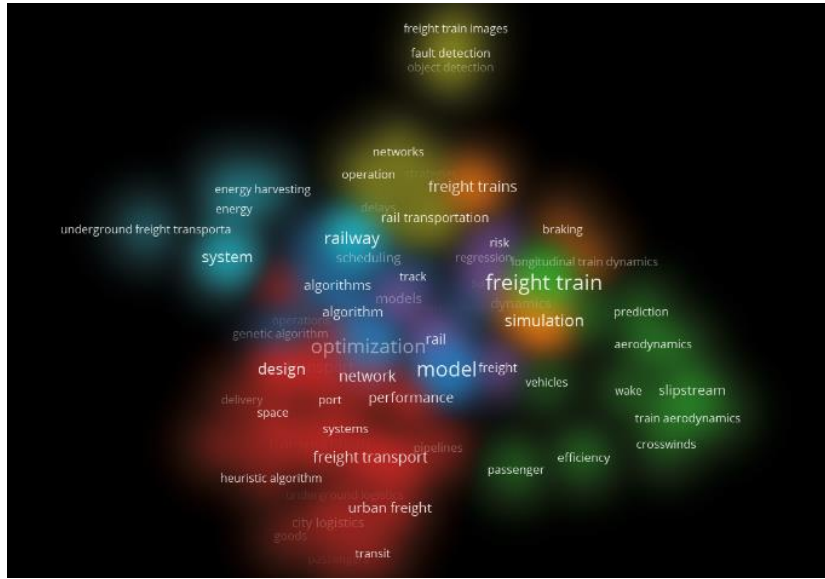 freight train images
fault detection
object detection
networks
operation
freight trains
energy harvesting
energy
delays
rail transportation
underground freight transporta
braking
railway
risk
system
scheduling
regression
longitudinal train dynamics
algorithms
track
freight train
models
dynamics
algorithm
simulation
prediction
operations
genetic algorithm
optimization
rail
aerodynamics
design
network
model
freight
vehicles
wake
slipstream
delivery
port
performance
space
train aerodynamics
systems
crosswinds
pipelines
freight transport
efficiency
passenger
heuristic algorithm
underground logistics
urban freight
city logistics
goods
transit
passengers